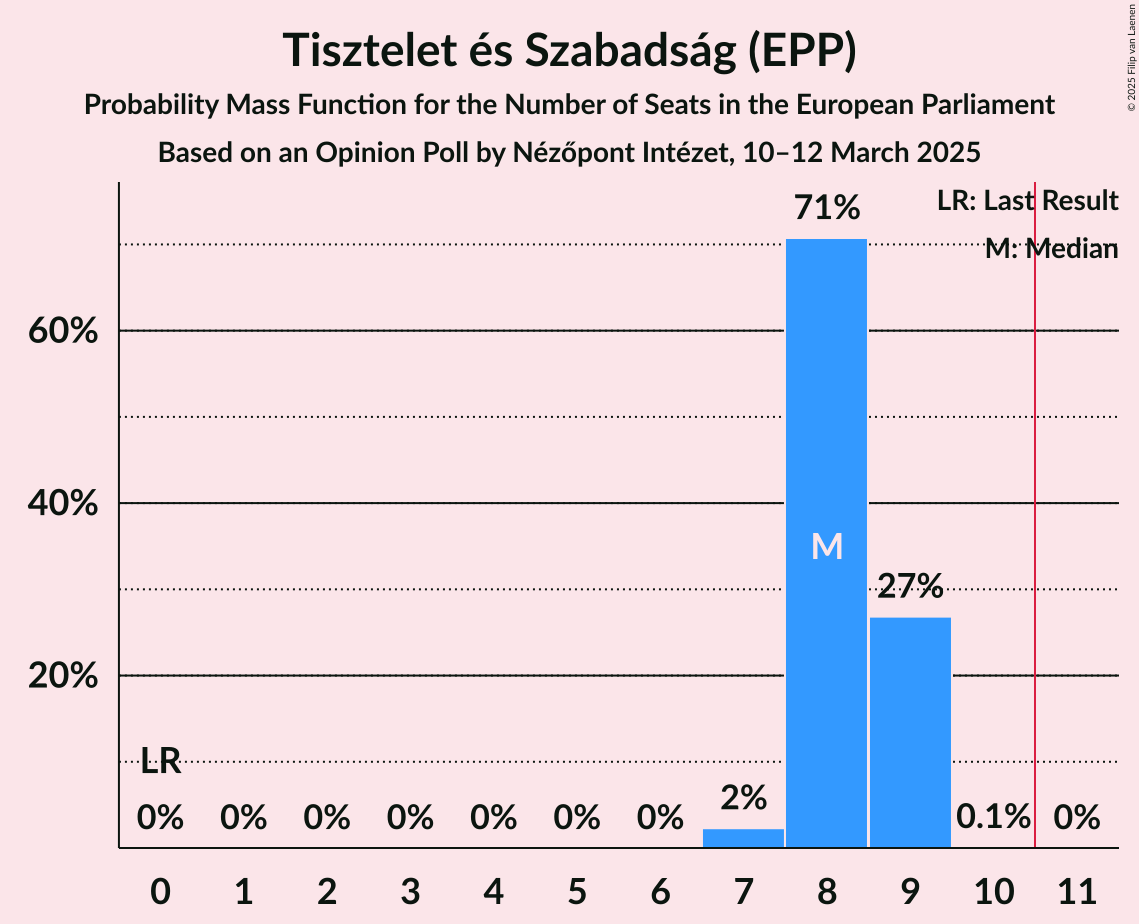 Tisztelet és Szabadság (EPP)
Probability Mass Function for the Number of Seats in the European Parliament
Based on an Opinion Poll by Nézőpont Intézet, 10–12 March 2025
© 2025 Filip van Laenen
LR: Last Result
M: Median
71%
60%
40%
M
27%
20%
LR
0% 0% 0% 0% 0% 0% 0% 2% 0.1% 0%
0 1 2 3 4 5 6 7 8 9 10 11